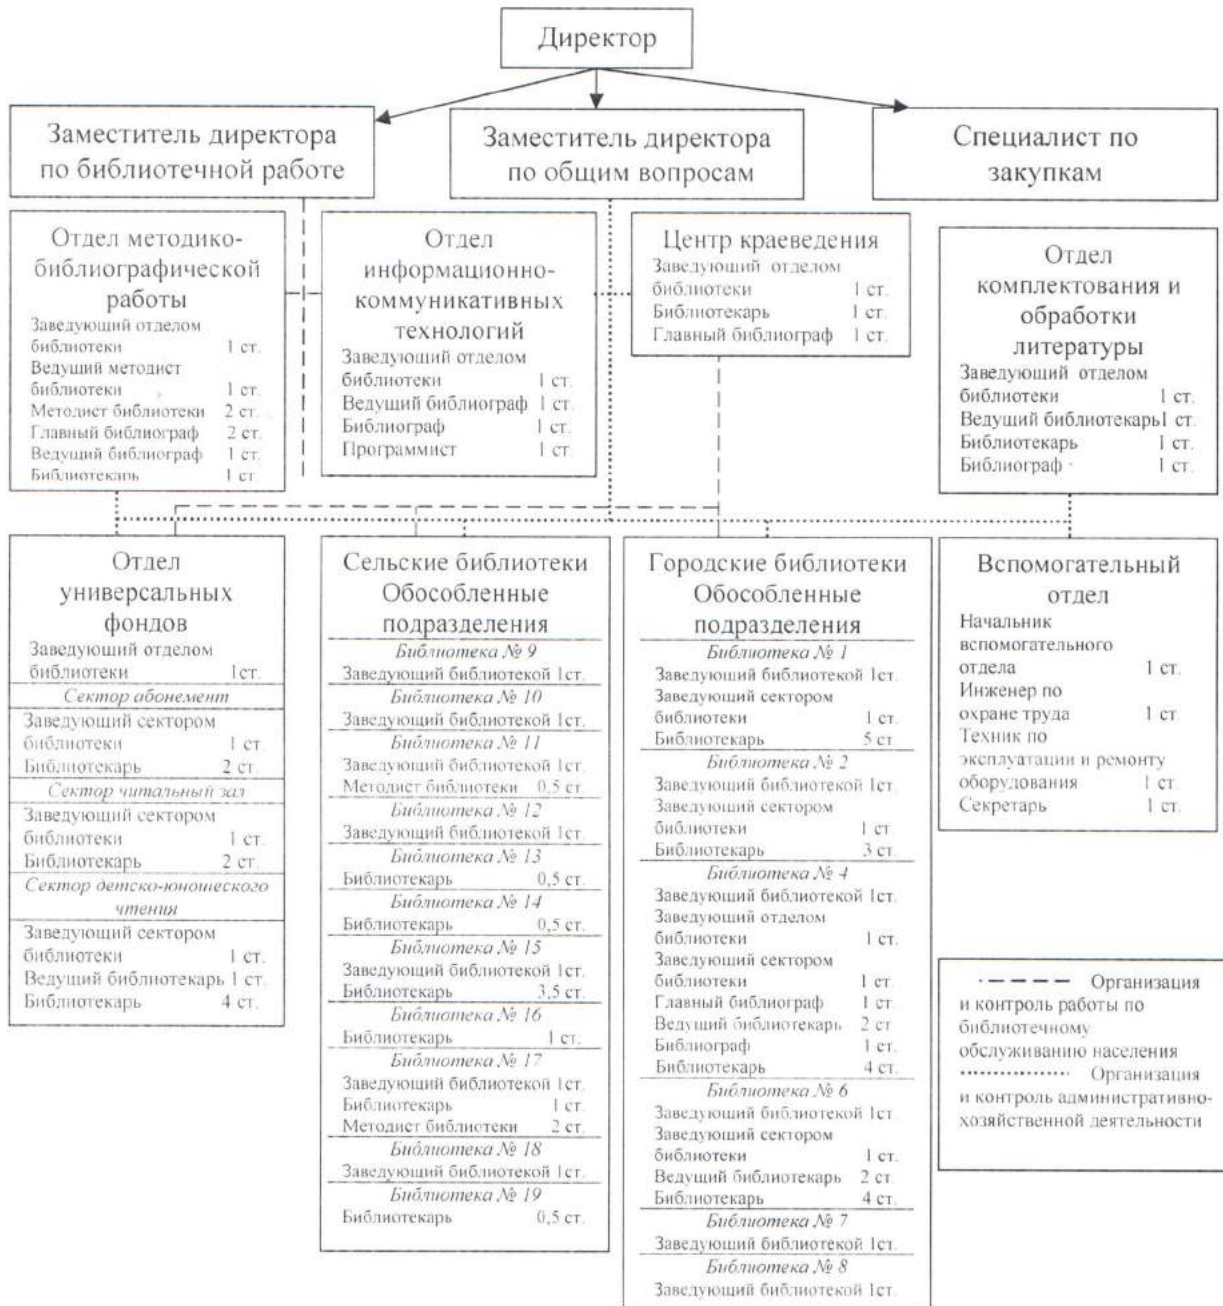 Директор
Заместитель директора
по библиотечной работе
Заместитель директора
по общим вопросам
Специалист по
закупкам
Отдел методико-
библиографической
работы
Заведующий отделом
библиотеки 1 ст.
Ведущий методист
библиотеки 1 ст.
Методист библиотеки 2 ст.
Главный библиограф 2 ст.
Ведущий библиограф 1 ст.
Библиотекарь 1 ст.
Отдел
информационно-
коммуникативных
технологий
Заведующий отделом
библиотеки 1 ст.
Ведущий библиограф 1 ст.
Библиограф 1 ст.
Программист 1 ст.
Центр краеведения
Заведующий отделом
библиотеки 1 ст.
Библиотекарь 1 ст.
Главный библиограф 1 ст.
Отдел
комплектования и
обработки
литературы
Заведующий отделом
библиотеки 1 ст.
Ведущий библиотекарь1 ст.
Библиотекарь 1 ст.
Библиограф 1 ст.
Отдел
универсальных
фондов
Заведующий отделом
библиотеки 1ст.
Сектор абонемент
Заведующий сектором
библиотеки 1 ст.
Библиотекарь 2 ст.
Сектор читальный зал
Заведующий сектором
библиотеки 1 ст.
Библиотекарь 2 ст.
Сектор детско-юношеского
чтения
Заведующий сектором
библиотеки 1 ст.
Ведущий библиотекарь 1 ст.
Библиотекарь 4 ст.
Сельские библиотеки
Обособленные
подразделения
Библиотека № 9
Заведующий библиотекой 1ст.
Библиотека № 10
Заведующий библиотекой 1ст.
Библиотека № 11
Заведующий библиотекой 1ст.
Методист библиотеки 0,5 ст.
Библиотека № 12
Заведующий библиотекой 1ст.
Библиотека № 13
Библиотекарь 0,5 ст.
Библиотека № 14
Библиотекарь 0,5 ст.
Библиотека № 15
Заведующий библиотекой 1ст.
Библиотекарь 3,5 ст.
Библиотека № 16
Библиотекарь 1 ст.
Библиотека № 17
Заведующий библиотекой 1ст.
Библиотекарь 1 ст.
Методист библиотеки 2 ст.
Библиотека № 18
Заведующий библиотекой 1ст.
Библиотека № 19
Библиотекарь 0,5 ст.
Городские библиотеки
Обособленные
подразделения
Библиотека № 1
Заведующий библиотекой 1ст.
Заведующий сектором
библиотеки 1 ст.
Библиотекарь 5 ст.
Библиотека № 2
Заведующий библиотекой 1ст.
Заведующий сектором
библиотеки 1 ст.
Библиотекарь 3 ст.
Библиотека № 4
Заведующий библиотекой 1ст.
Заведующий отделом
библиотеки 1 ст.
Заведующий сектором
библиотеки 1 ст.
Главный библиограф 1 ст.
Ведущий библиотекарь 2 ст
Библиограф 1 ст.
Библиотекарь 4 ст.
Библиотека № 6
Заведующий библиотекой 1ст.
Заведующий сектором
библиотеки 1 ст.
Ведущий библиотекарь 2 ст.
Библиотекарь 4 ст.
Библиотека № 7
Заведующий библиотекой 1ст.
Библиотека № 8
Заведующий библиотекой 1ст.
Вспомогательный
отдел
Начальник
вспомогательного
отдела 1 ст.
Инженер по
охране труда 1 ст.
Техник по
эксплуатации и ремонту
оборудования 1 ст.
Секретарь 1 ст.
Организация
и контроль работы по
библиотечному
обслуживанию населения
Организация
и контроль административно-
хозяйственной деятельности